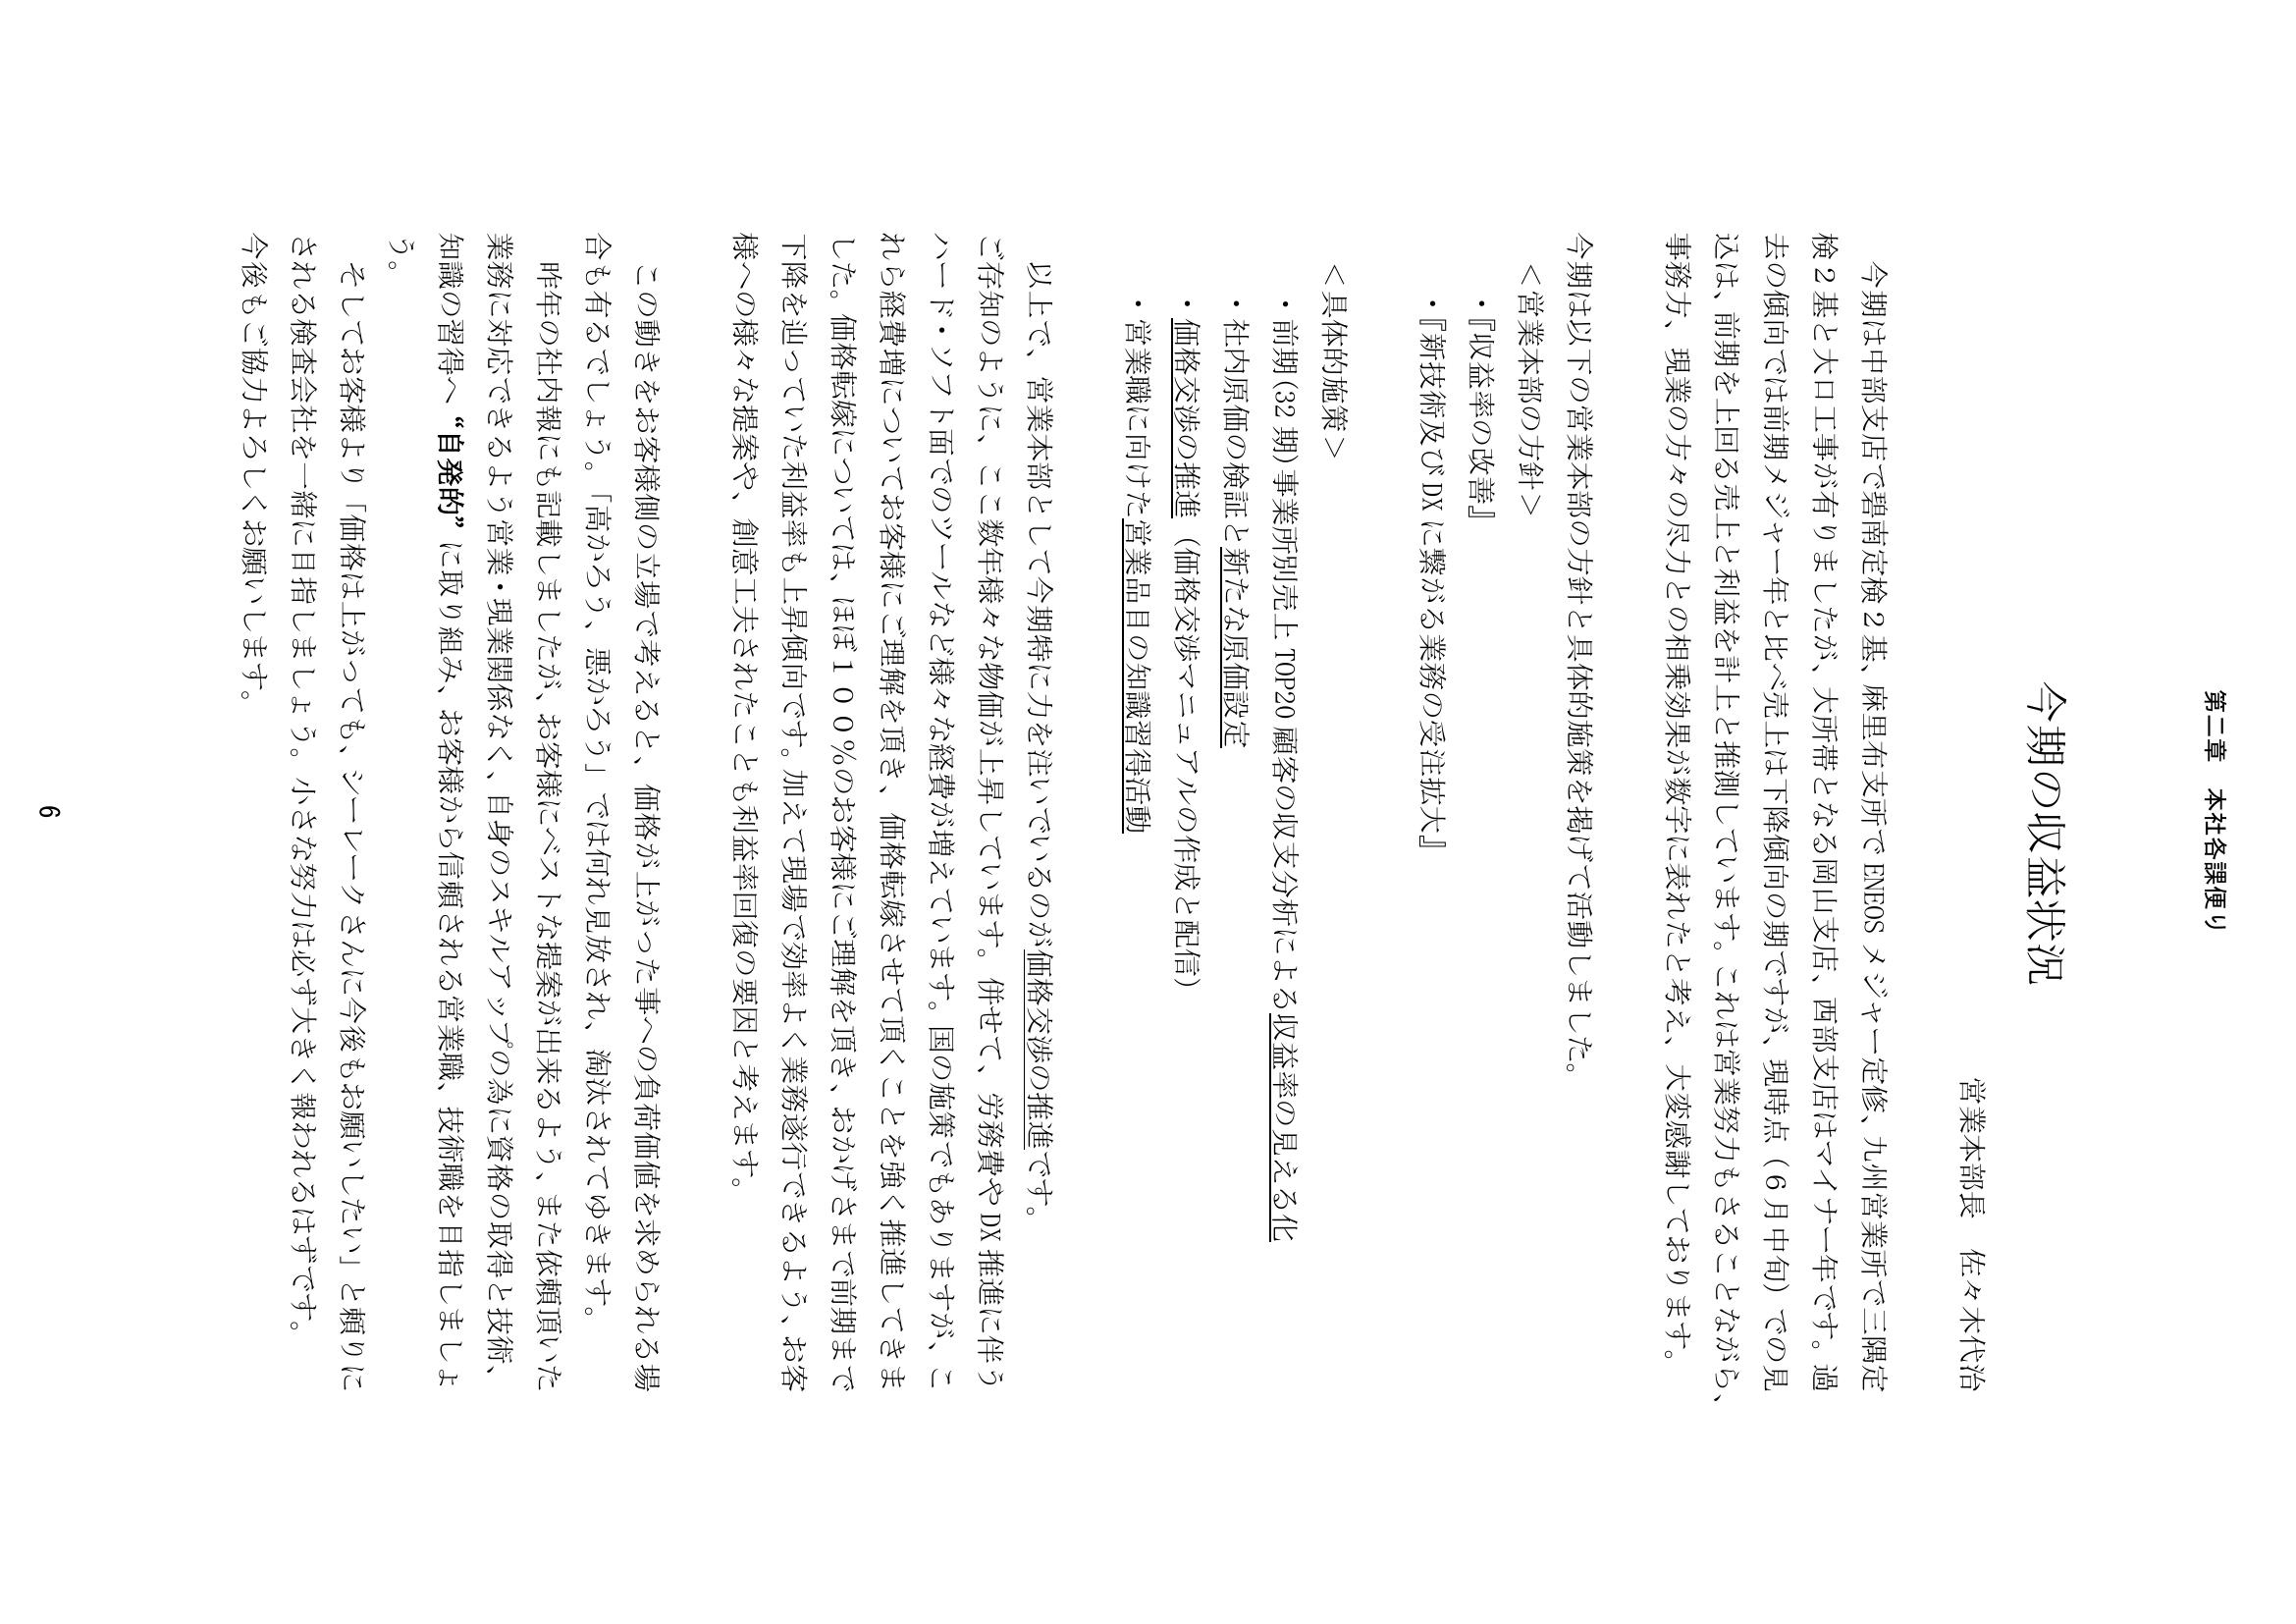 第二章　本社各課便り
今期の収益状況
営業本部長　佐々木代治
今期は中部支店で碧南定検２基、麻里布支所で ENEOS メジャー定修、九州営業所で三隅定
検２基と大口工事が有りましたが、大所帯となる岡山支店、西部支店はマイナー年です。過
去の傾向では前期メジャー年と比べ売上は下降傾向の期ですが、現時点（６月中旬）での見
込は、前期を上回る売上と利益を計上と推測しています。これは営業努力もさることながら、
事務方、現業の方々の尽力との相乗効果が数字に表れたと考え、大変感謝しております。
今期は以下の営業本部の方針と具体的施策を掲げて活動しました。
＜営業本部の方針＞
・『収益率の改善』
・『新技術及び DX に繋がる業務の受注拡大』
＜具体的施策＞
・ 前期(32 期)事業所別売上 TOP20 顧客の収支分析による収益率の見える化
・ 社内原価の検証と新たな原価設定
・ 価格交渉の推進（価格交渉マニュアルの作成と配信）
・ 営業職に向けた営業品目の知識習得活動
以上で、営業本部として今期特に力を注いでいるのが価格交渉の推進です。
ご存知のように、ここ数年様々な物価が上昇しています。併せて、労務費や DX 推進に伴う
ハード・ソフト面でのツールなど様々な経費が増えています。国の施策でもありますが、こ
れら経費増についてお客様にご理解を頂き、価格転嫁させて頂くことを強く推進してきま
した。価格転嫁については、ほぼ１００％のお客様にご理解を頂き、おかげさまで前期まで
下降を辿っていた利益率も上昇傾向です。加えて現場で効率よく業務遂行できるよう、お客
様への様々な提案や、創意工夫されたことも利益率回復の要因と考えます。
この動きをお客様側の立場で考えると、価格が上がった事への負荷価値を求められる場
合も有るでしょう。「高かろう、悪かろう」では何れ見放され、淘汰されてゆきます。
昨年の社内報にも記載しましたが、お客様にベストな提案が出来るよう、また依頼頂いた
業務に対応できるよう営業・現業関係なく、自身のスキルアップの為に資格の取得と技術、
知識の習得へ“自発的”に取り組み、お客様から信頼される営業職、技術職を目指しましょ
う。
そしてお客様より「価格は上がっても、シーレークさんに今後もお願いしたい」と頼りに
される検査会社を一緒に目指しましょう。小さな努力は必ず大きく報われるはずです。
今後もご協力よろしくお願いします。
6